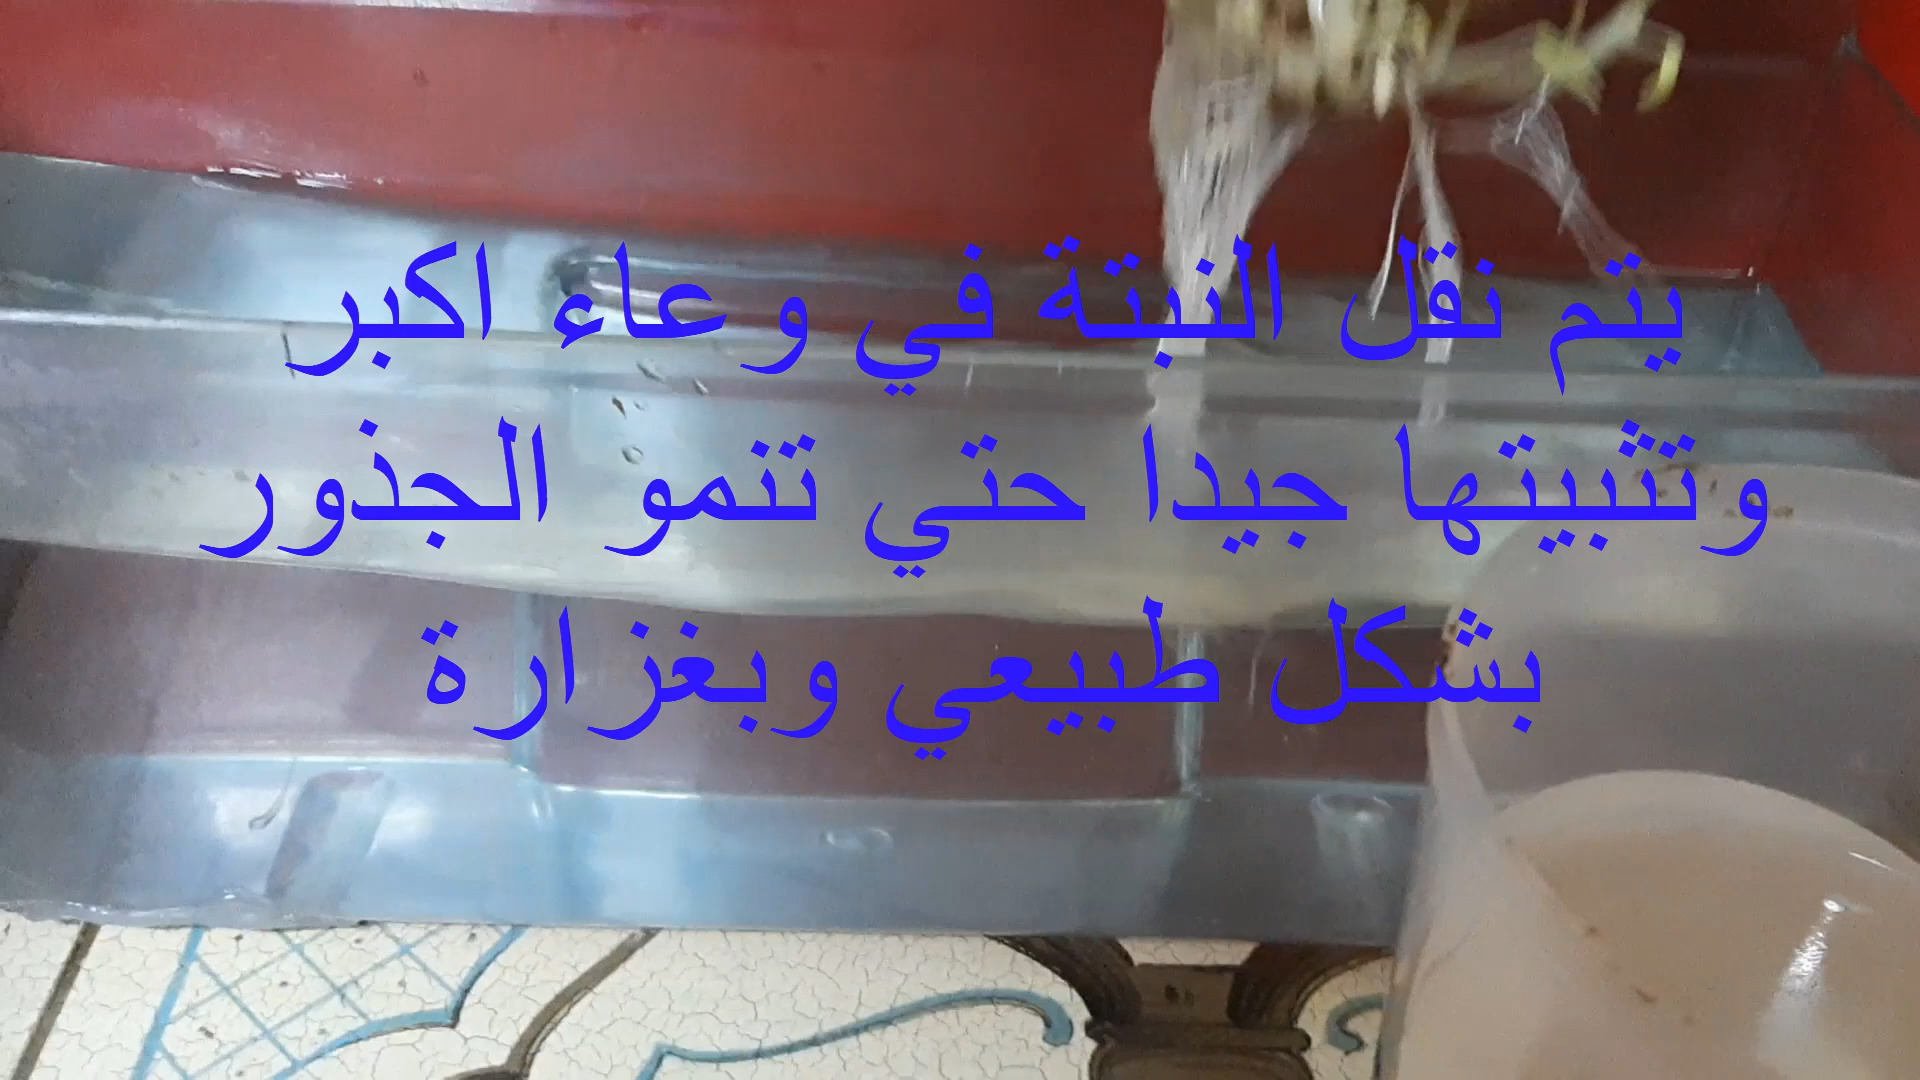 يتم نقل النبتة في وعاء اكبر
وتثبيتها جيدا حتي تنمو الجذور
بشكل طبيعي وبغزارة